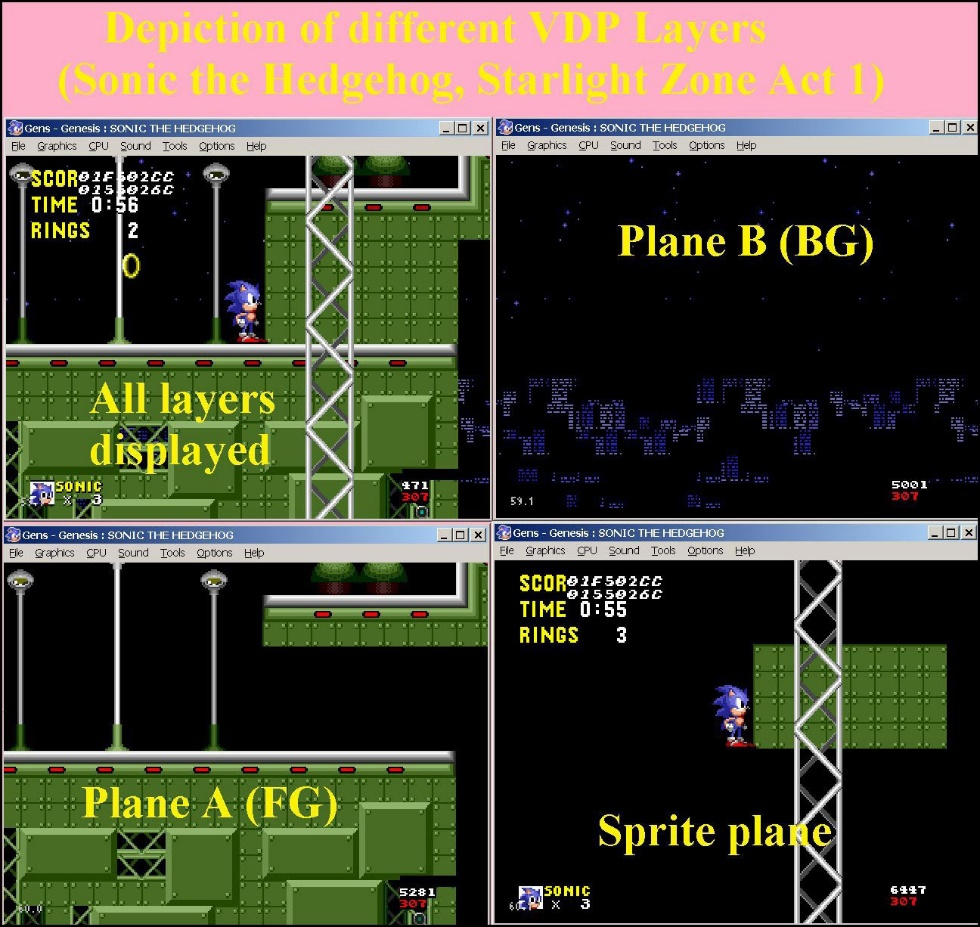 Depiction of different VDP Layers
(Sonic the Hedgehog, Starlight Zone Act 1)
Gens - Genesis : SONIC THE HEDGEHOG
File Graphics CPU Sound Tools Options Help
SCOR01F502CC
0155026C
TIME 0:56
RINGS 2
All layers
displayed
SONIC
x 3
471
307
Gens - Genesis : SONIC THE HEDGEHOG
File Graphics CPU Sound Tools Options Help
Plane B (BG)
59.1
5001
307
Gens - Genesis : SONIC THE HEDGEHOG
File Graphics CPU Sound Tools Options Help
Plane A (FG)
60.0
5281
307
Gens - Genesis : SONIC THE HEDGEHOG
File Graphics CPU Sound Tools Options Help
SCOR01F502CC
0155026C
TIME 0:55
RINGS 3
Sprite plane
SONIC
x 3
6447
307